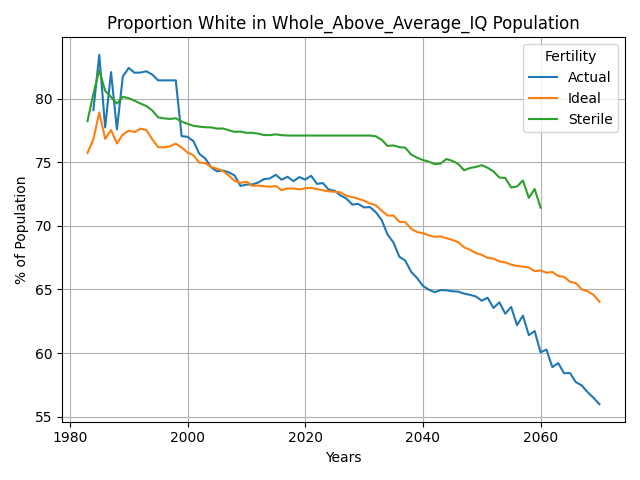 Proportion White in Whole_Above_Average_IQ Population
% of Population
80
75
70
65
60
55
1980
2000
2020
2040
2060
Years
Fertility
Actual
Ideal
Sterile